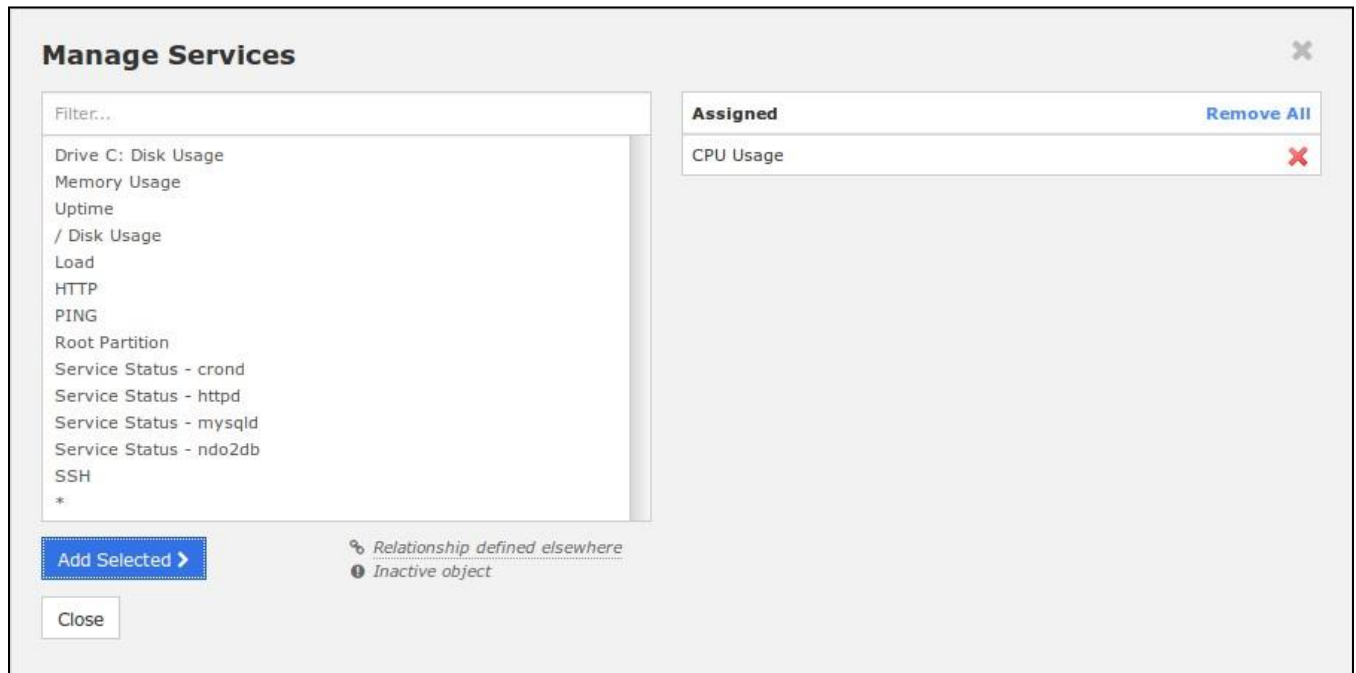 Manage Services
Filter...
Drive C: Disk Usage
Memory Usage
Uptime
/ Disk Usage
Load
HTTP
PING
Root Partition
Service Status - crond
Service Status - httpd
Service Status - mysqld
Service Status - ndo2db
SSH
*
Add Selected
Relationship defined elsewhere
Inactive object
Close
Assigned Remove All
CPU Usage